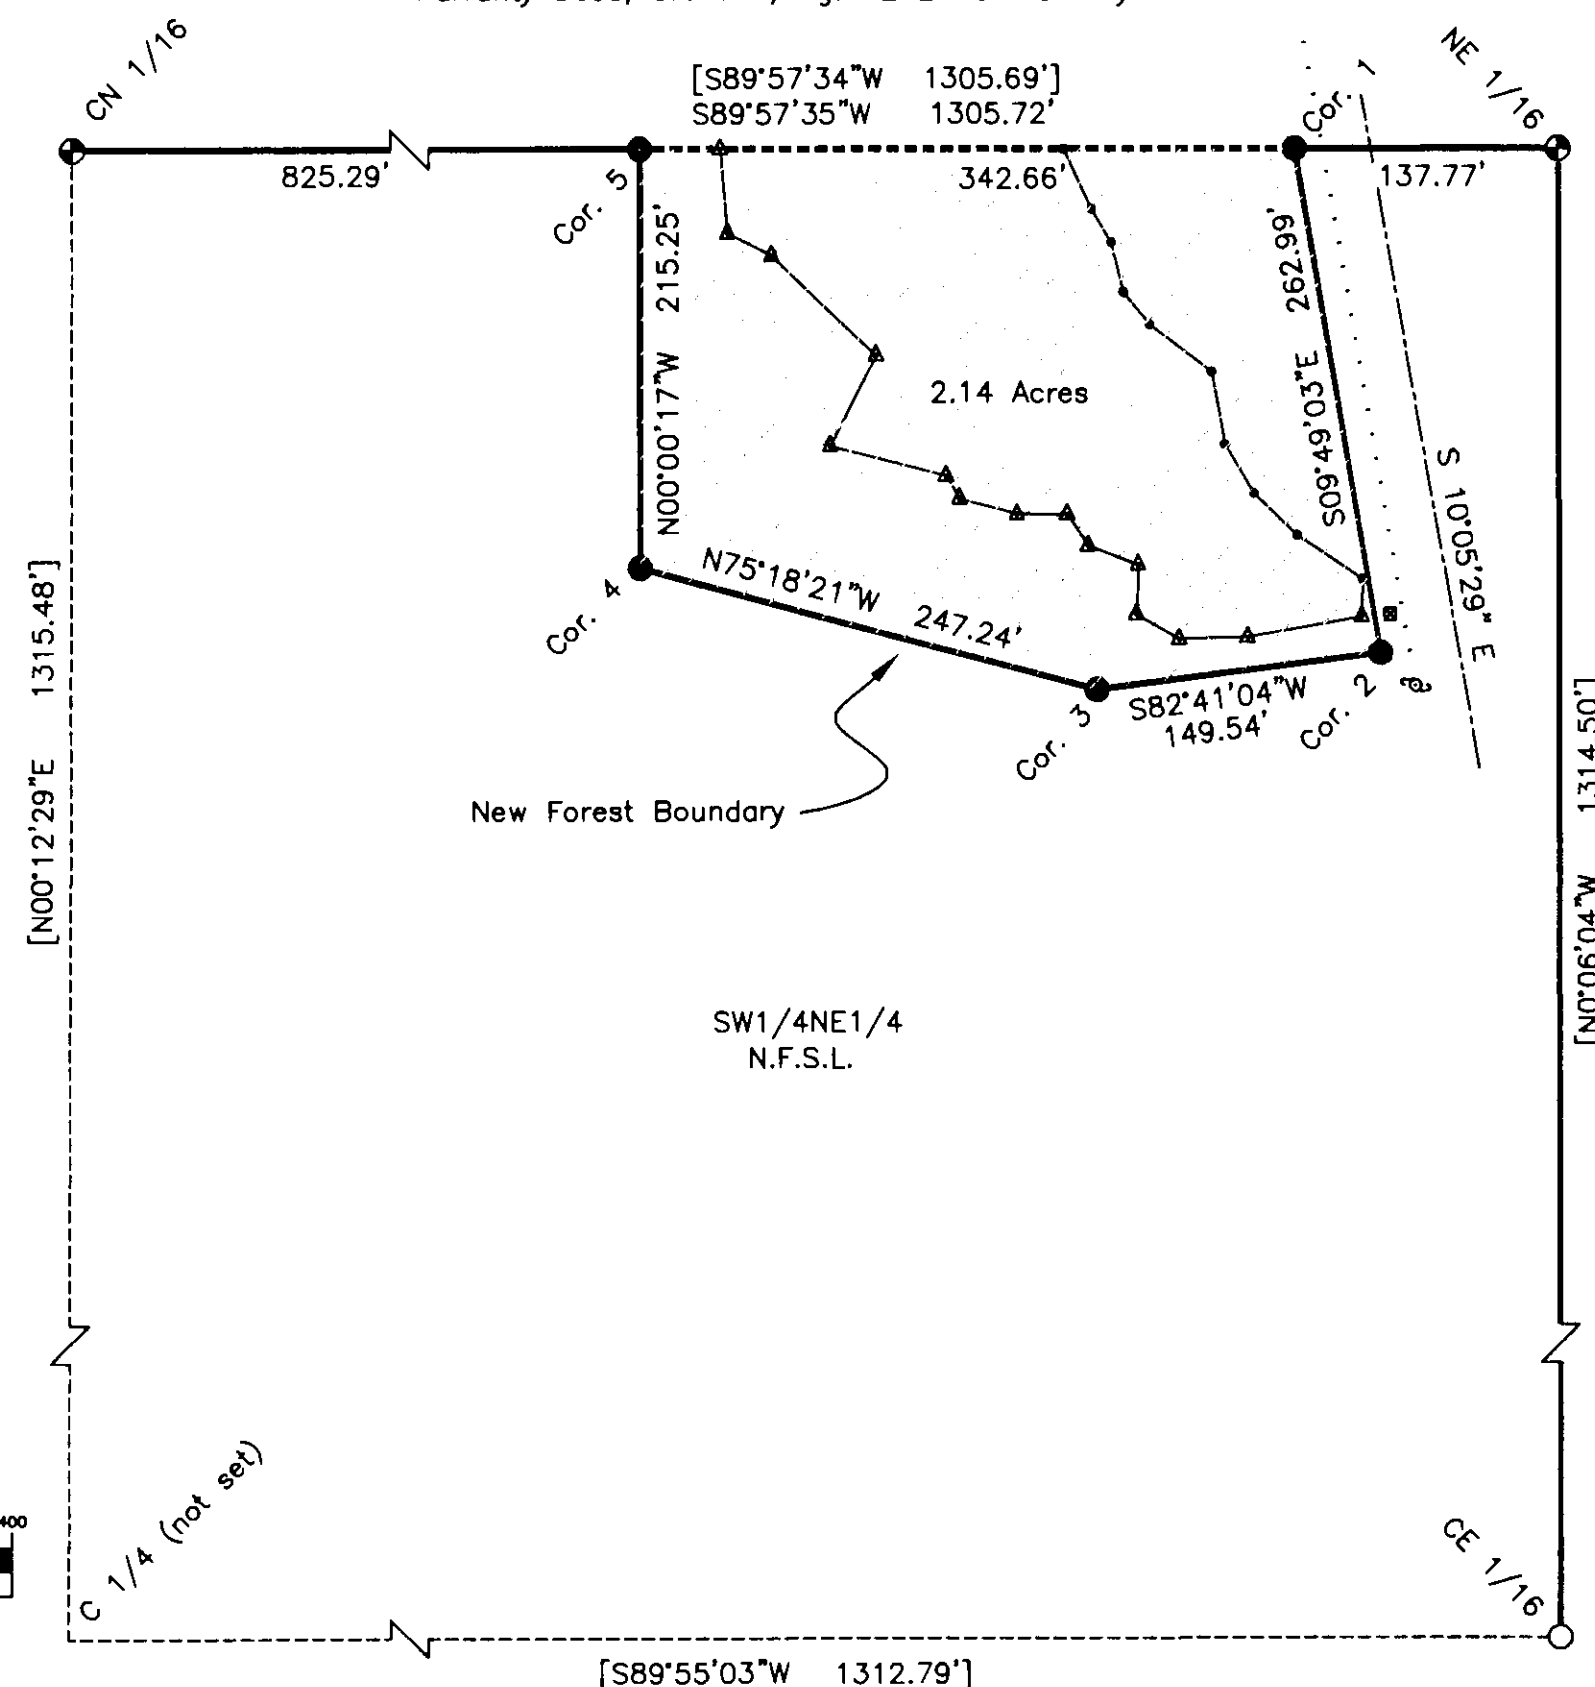 CN 1/16
[S89°57'34"W 1305.69']
S89°57'35"W 1305.72'
Cor. 1
NE 1/16
825.29'
342.66'
137.77'
Cor. 5
N00°00'17"W 215.25'
S09°49'03"E 262.99'
2.14 Acres
S 10°05'29" E
N75°18'21"W 247.24'
Cor. 4
S82°41'04"W
149.54'
Cor. 3
Cor. 2
[N00°12'29"E 1315.48']
[N0°06'04"W 1314.50']
New Forest Boundary
SW1/4NE1/4
N.F.S.L.
C 1/4 (not set)
CE 1/16
400
[S89°55'03"W 1312.79']